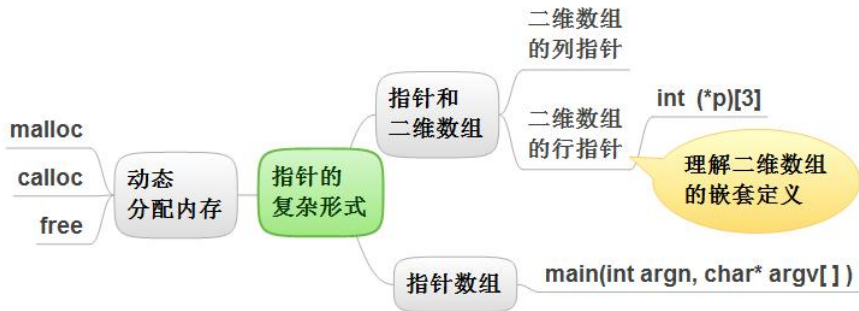 二维数组
的列指针
指针和
二维数组
二维数组
的行指针
int (*p)[3]
理解二维数组
的嵌套定义
malloc
calloc
free
动态
分配内存
指针的
复杂形式
指针数组
main(int argn, char* argv[ ] )